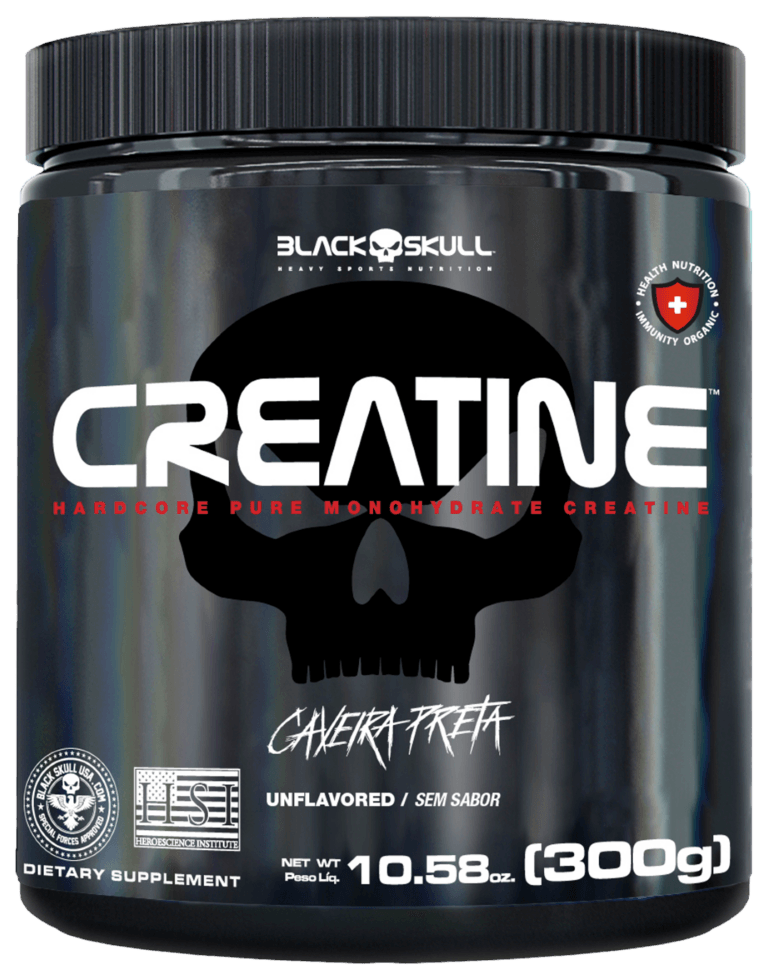 BLACK SKULL™
HEAVY SPORTS NUTRITION
HEALTH NUTRITION
IMMUNITY ORGANIC
CREATINE™
HARDCORE PURE MONOHYDRATE CREATINE
CAVEIRA PRETA
UNFLAVORED / SEM SABOR
BLACK SKULL USA.COM
SPECIAL FORCES APPROVED
HSI
HEROESCIENCE INSTITUTE
DIETARY SUPPLEMENT
NET WT
Peso Líq. 10.58oz. (300g)